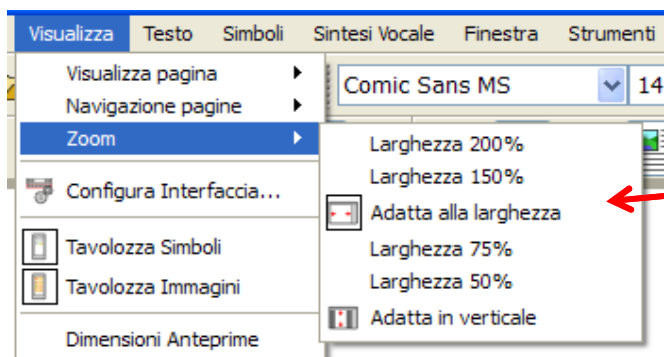 Visualizza Testo Simboli Sintesi Vocale Finestra Strumenti
Visualizza pagina
Navigazione pagine
Zoom
Configura Interfaccia...
Tavolozza Simboli
Tavolozza Immagini
Dimensioni Anteprime
Comic Sans MS 14
Larghezza 200%
Larghezza 150%
Adatta alla larghezza
Larghezza 75%
Larghezza 50%
Adatta in verticale